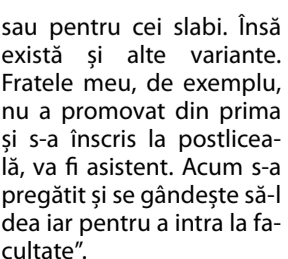 sau pentru cei slabi. Însă
există și alte variante.
Fratele meu, de exemplu,
nu a promovat din prima
și s-a înscris la postlicea-
lă, va fi asistent. Acum s-a
pregătit și se gândește să-l
dea iar pentru a intra la fa-
cultate”.